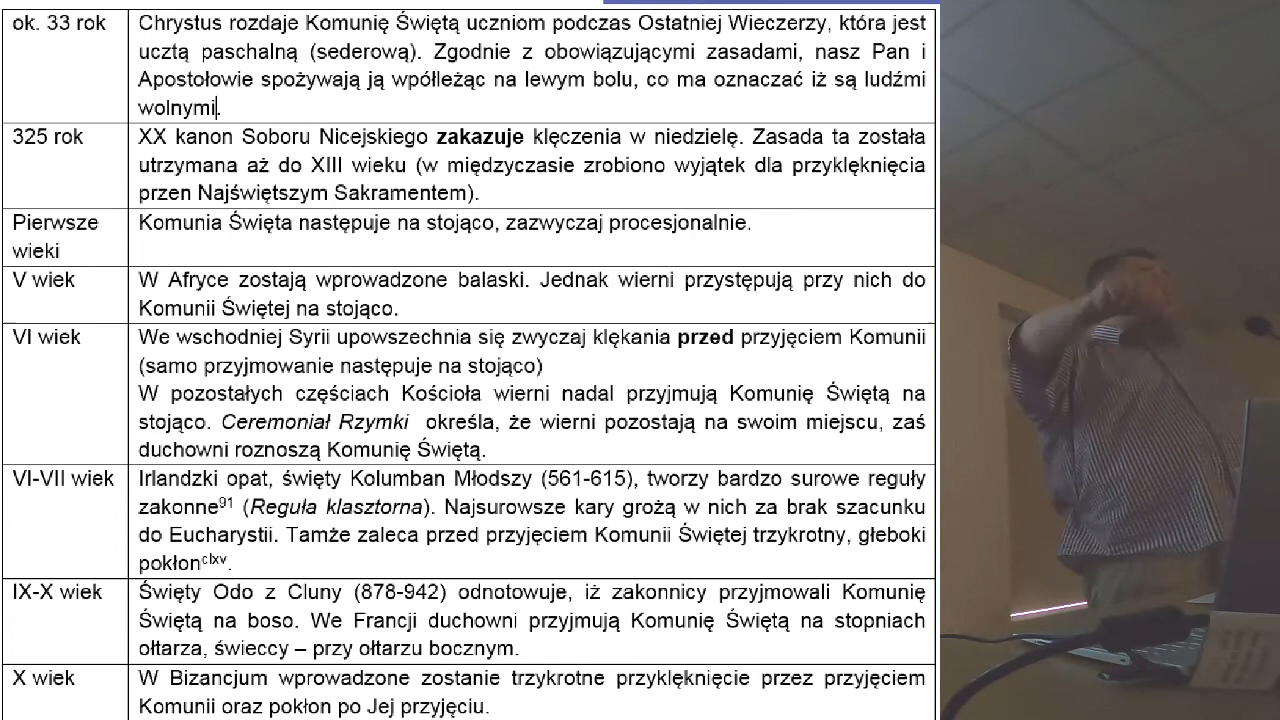 ok. 33 rok
Chrystus rozdaje Komunię Świętą uczniom podczas Ostatniej Wieczerzy, która jest
ucztą paschalną (sederową). Zgodnie z obowiązującymi zasadami, nasz Pan i
Apostołowie spożywają ją wpółleżąc na lewym bolu, co ma oznaczać iż są ludźmi
wolnymi.
325 rok
XX kanon Soboru Nicejskiego zakazuje klęczenia w niedzielę. Zasada ta została
utrzymana aż do XIII wieku (w międzyczasie zrobiono wyjątek dla przyklęknięcia
przen Najświętszym Sakramentem).
Pierwsze
wieki
Komunia Święta następuje na stojąco, zazwyczaj procesjonalnie.
V wiek
W Afryce zostają wprowadzone balaski. Jednak wierni przystępują przy nich do
Komunii Świętej na stojąco.
VI wiek
We wschodniej Syrii upowszechnia się zwyczaj klękania przed przyjęciem Komunii
(samo przyjmowanie następuje na stojąco)
W pozostałych częściach Kościoła wierni nadal przyjmują Komunię Świętą na
stojąco. Ceremoniał Rzymki określa, że wierni pozostają na swoim miejscu, zaś
duchowni roznoszą Komunię Świętą.
VI-VII wiek
Irlandzki opat, święty Kolumban Młodszy (561-615), tworzy bardzo surowe reguły
zakonne91 (Reguła klasztorna). Najsurowsze kary grożą w nich za brak szacunku
do Eucharystii. Tamże zaleca przed przyjęciem Komunii Świętej trzykrotny, głeboki
pokłonclxv.
IX-X wiek
Święty Odo z Cluny (878-942) odnotowuje, iż zakonnicy przyjmowali Komunię
Świętą na boso. We Francji duchowni przyjmują Komunię Świętą na stopniach
ołtarza, świeccy – przy ołtarzu bocznym.
X wiek
W Bizancjum wprowadzone zostanie trzykrotne przyklęknięcie przez przyjęciem
Komunii oraz pokłon po Jej przyjęciu.